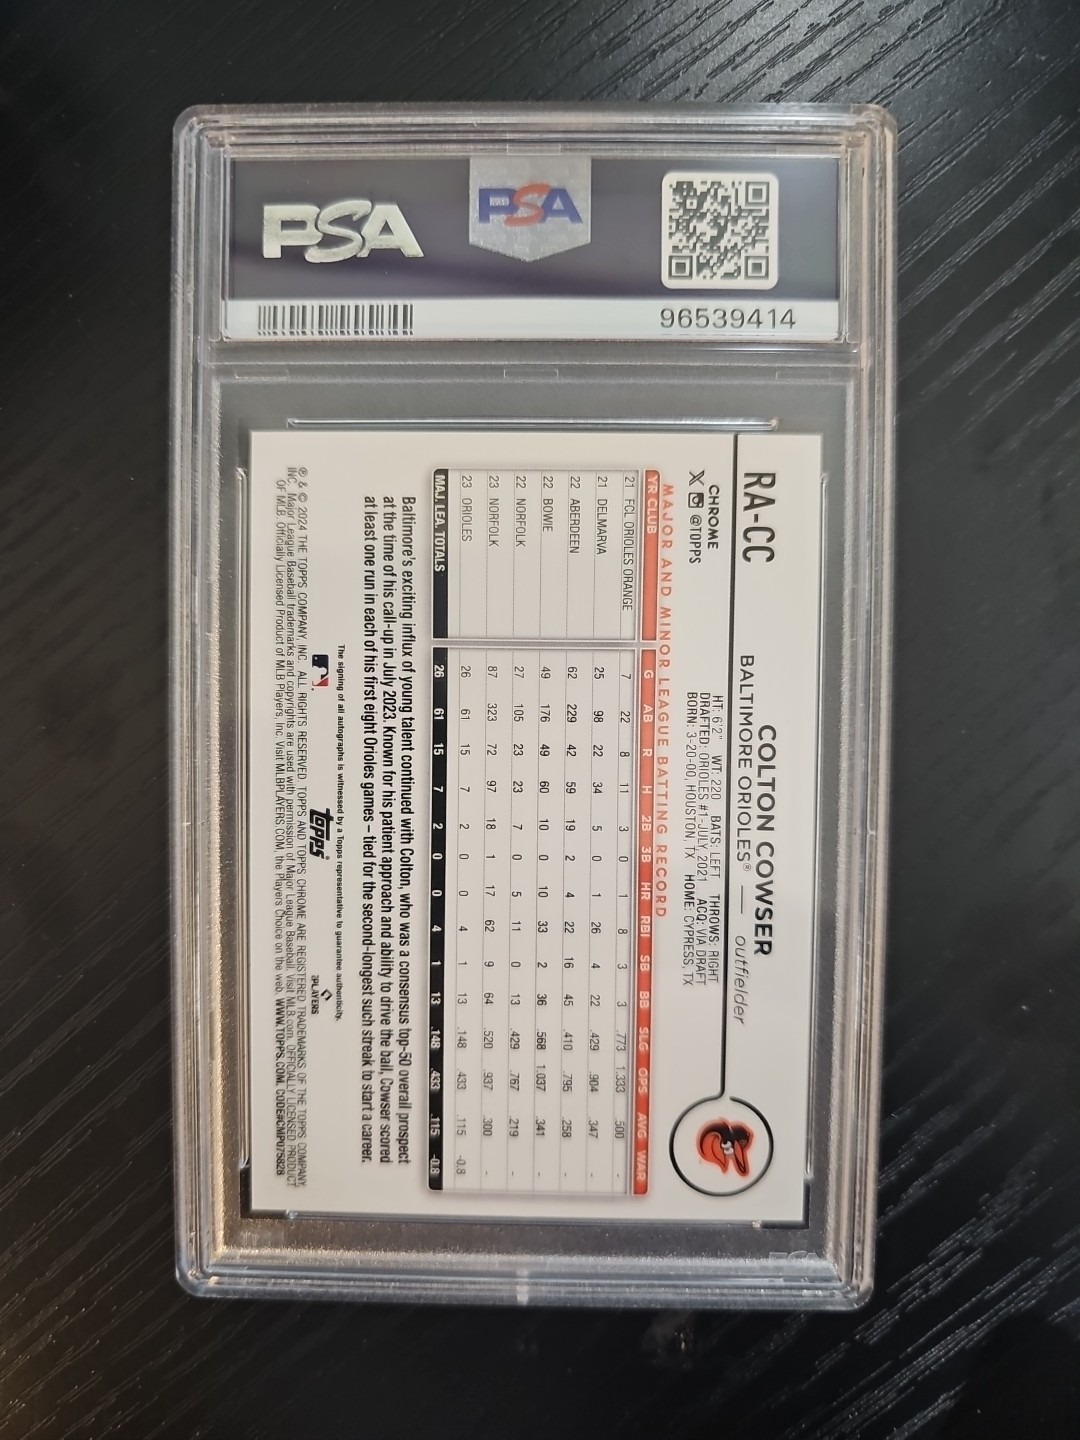 PSA
PSA
96539414
RA-CC
COLTON COWSER
BALTIMORE ORIOLES® — outfielder
CHROME
@TOPPS
HT: 6'2" WT: 220 BATS: LEFT THROWS: RIGHT
DRAFTED: ORIOLES #1-JULY, 2021 ACQ: VIA DRAFT
BORN: 3-20-00, HOUSTON, TX HOME: CYPRESS, TX
MAJOR AND MINOR LEAGUE BATTING RECORD
YR CLUB G AB R H 2B 3B HR RBI SB BB SLG OPS AVG WAR
21 FCL ORIOLES ORANGE 7 22 8 11 3 0 1 8 3 3 .773 1.333 .500 -
21 DELMARVA 25 98 22 34 5 0 1 26 4 22 .429 .904 .347 -
22 ABERDEEN 62 229 42 59 19 2 4 22 16 45 .410 .795 .258 -
22 BOWIE 49 176 49 60 10 0 10 33 2 36 .568 1.037 .341 -
22 NORFOLK 27 105 23 23 7 0 5 11 0 13 .429 .767 .219 -
23 NORFOLK 87 323 72 97 18 1 17 62 9 64 .520 .937 .300 -
23 ORIOLES 26 61 15 7 2 0 0 4 1 13 .148 .433 .115 -0.8
MAJ. LEA. TOTALS 26 61 15 7 2 0 0 4 1 13 .148 .433 .115 -0.8
Baltimore's exciting influx of young talent continued with Colton, who was a consensus top-50 overall prospect
at the time of his call-up in July 2023. Known for his patient approach and ability to drive the ball, Cowser scored
at least one run in each of his first eight Orioles games – tied for the second-longest such streak to start a career.
The signing of all autographs is witnessed by a Topps representative to guarantee authenticity.
topps®
PLAYERS
® & © 2024 THE TOPPS COMPANY, INC. ALL RIGHTS RESERVED. TOPPS AND TOPPS CHROME ARE REGISTERED TRADEMARKS OF THE TOPPS COMPANY,
INC. Major League Baseball trademarks and copyrights are used with permission of Major League Baseball. Visit MLB.com. OFFICIALLY LICENSED PRODUCT
OF MLB. Officially Licensed Product of MLB Players, Inc. Visit MLBPLAYERS.COM, the Players Choice on the web. WWW.TOPPS.COM. CODE#CMP075828
PSA